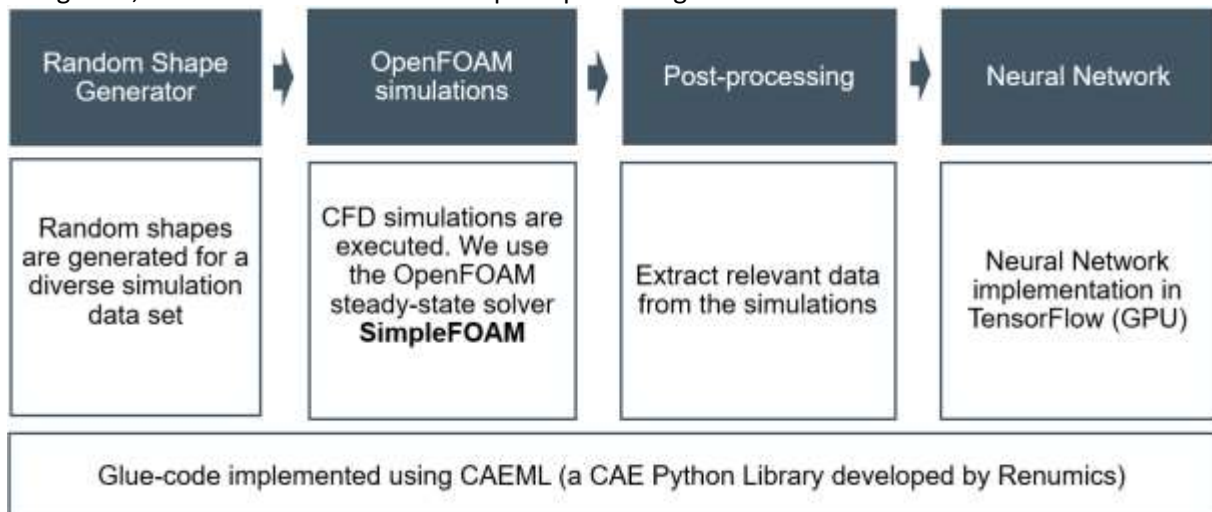 Random Shape
Generator
OpenFOAM
simulations
Post-processing
Neural Network
Random shapes
are generated for a
diverse simulation
data set
CFD simulations are
executed. We use
the OpenFOAM
steady-state solver
SimpleFOAM
Extract relevant data
from the simulations
Neural Network
implementation in
TensorFlow (GPU)
Glue-code implemented using CAEML (a CAE Python Library developed by Renumics)